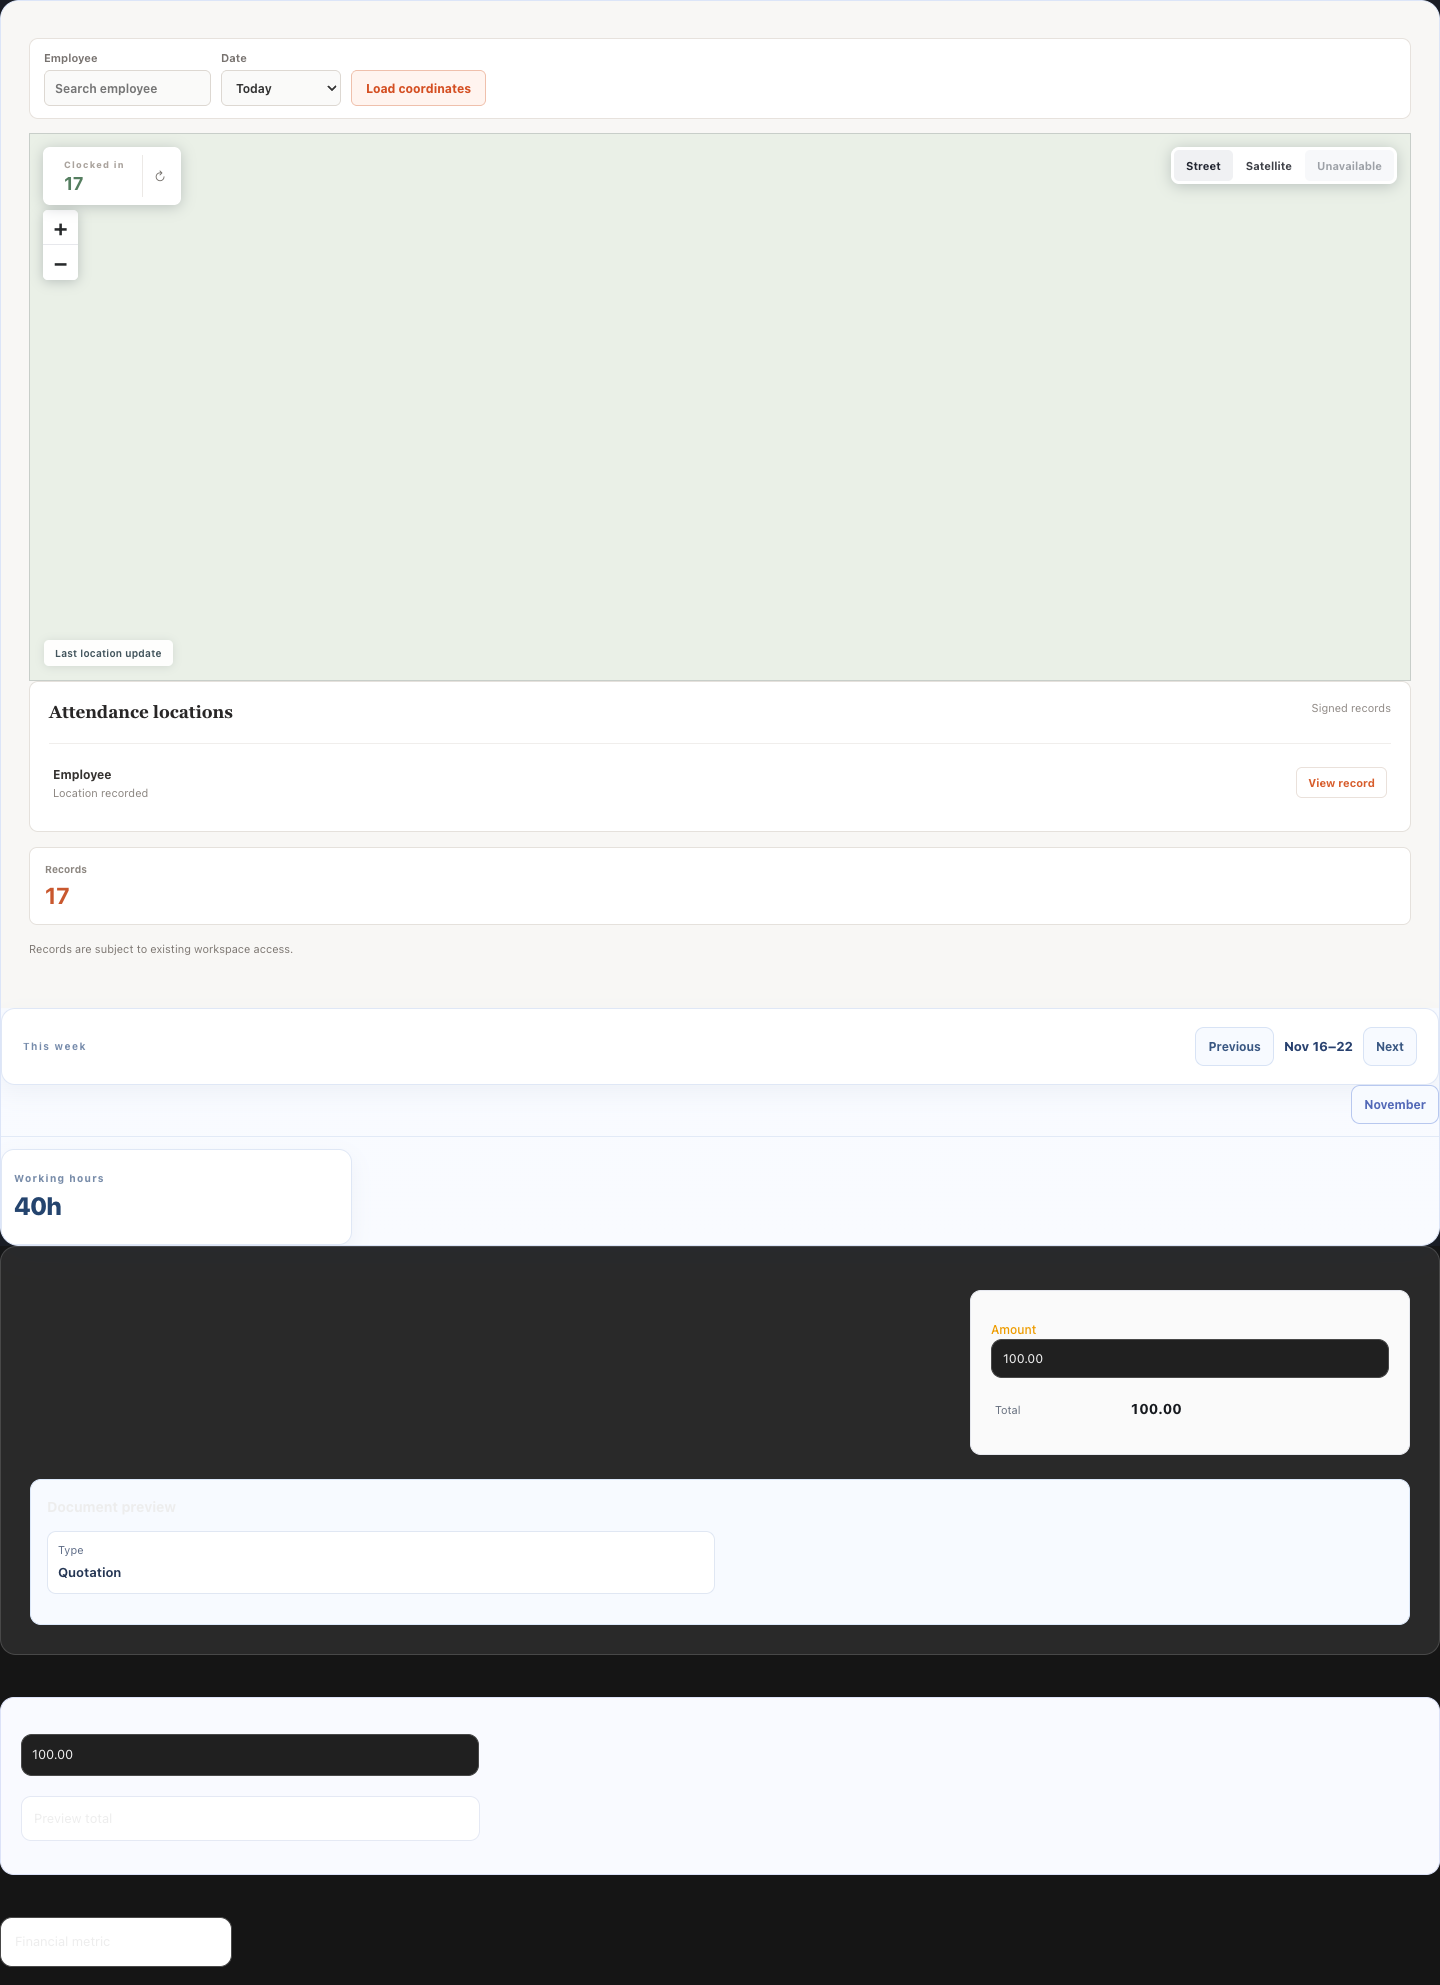 Employee
Date
Search employee
Today
Load coordinates
Clocked in
17
↻
Street
Satellite
Unavailable
+
−
Last location update
Attendance locations
Signed records
Employee
Location recorded
View record
Records
17
Records are subject to existing workspace access.
This week
Previous
Nov 16–22
Next
November
Working hours
40h
Amount
100.00
Total
100.00
Document preview
Type
Quotation
100.00
Preview total
Financial metric